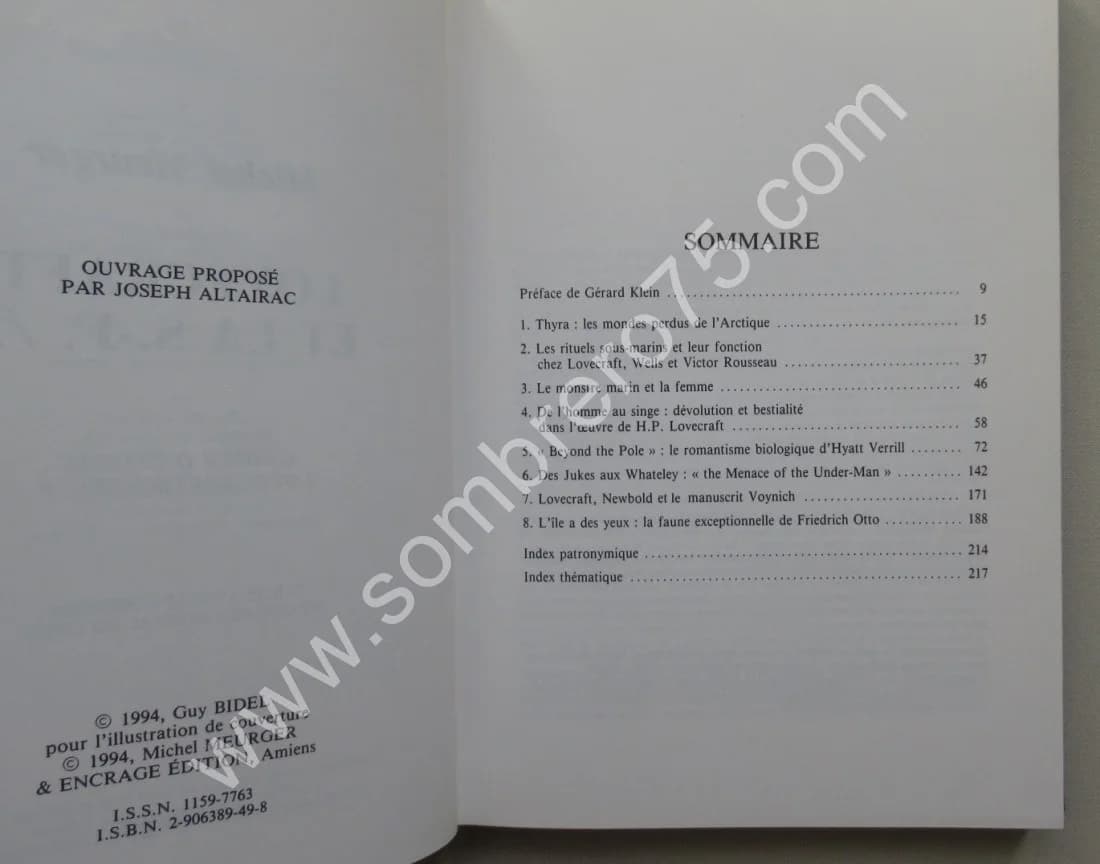 OUVRAGE PROPOSÉ
PAR JOSEPH ALTAIRAC
© 1994, Guy BIDEL
pour l'illustration de couverture
© 1994, Michel MEURGER
& ENCRAGE ÉDITION, Amiens
I.S.S.N. 1159-7763
I.S.B.N. 2-906389-49-8
SOMMAIRE
Préface de Gérard Klein ........................................ 9
1. Thyra : les mondes perdus de l'Arctique ............................ 15
2. Les rituels sous-marins et leur fonction
chez Lovecraft, Wells et Victor Rousseau ........................... 37
3. Le monstre marin et la femme ..................................... 46
4. De l'homme au singe : dévolution et bestialité
dans l'œuvre de H.P. Lovecraft ................................... 58
5. « Beyond the Pole » : le romantisme biologique d'Hyatt Verrill ........ 72
6. Des Jukes aux Whateley : « the Menace of the Under-Man » .......... 142
7. Lovecraft, Newbold et le manuscrit Voynich ........................ 171
8. L'île a des yeux : la faune exceptionnelle de Friedrich Otto ............ 188
Index patronymique ................................................ 214
Index thématique .................................................. 217
www.sombrero75.com